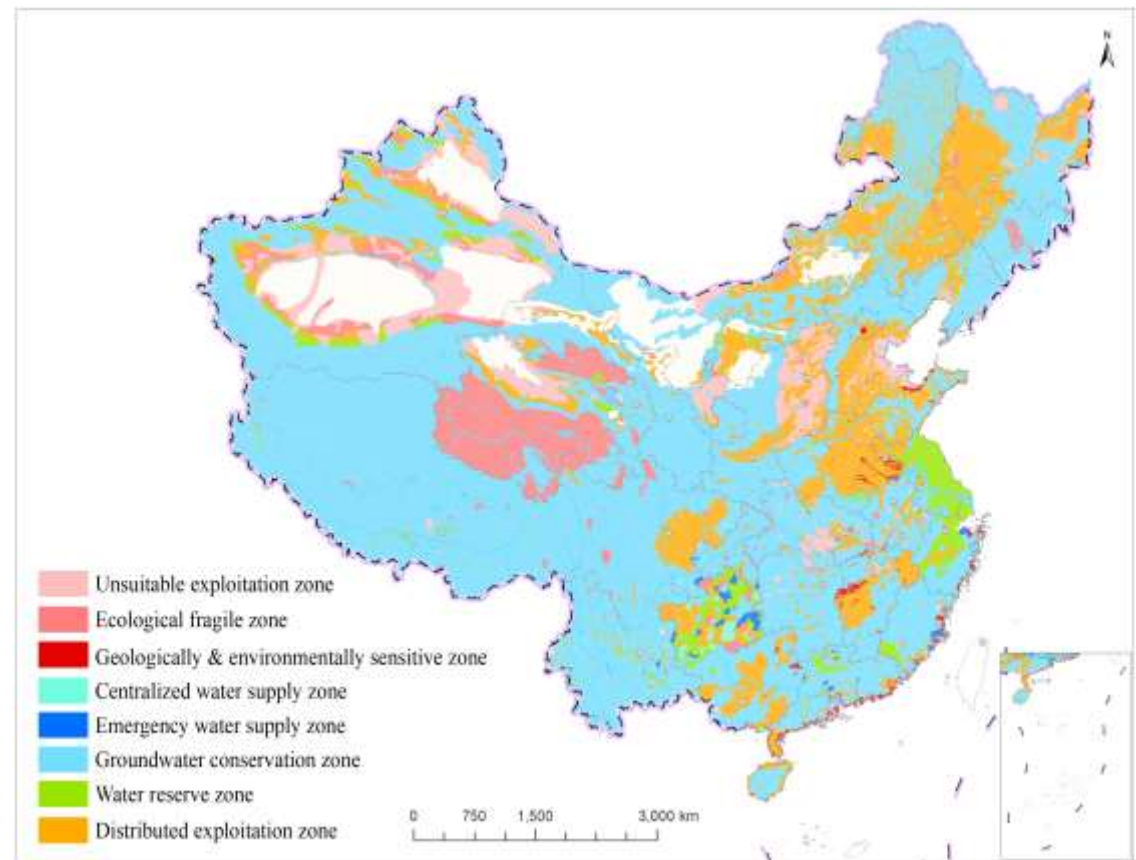 N
Unsuitable exploitation zone
Ecological fragile zone
Geologically & environmentally sensitive zone
Centralized water supply zone
Emergency water supply zone
Groundwater conservation zone
Water reserve zone
Distributed exploitation zone
0 750 1,500 3,000 km